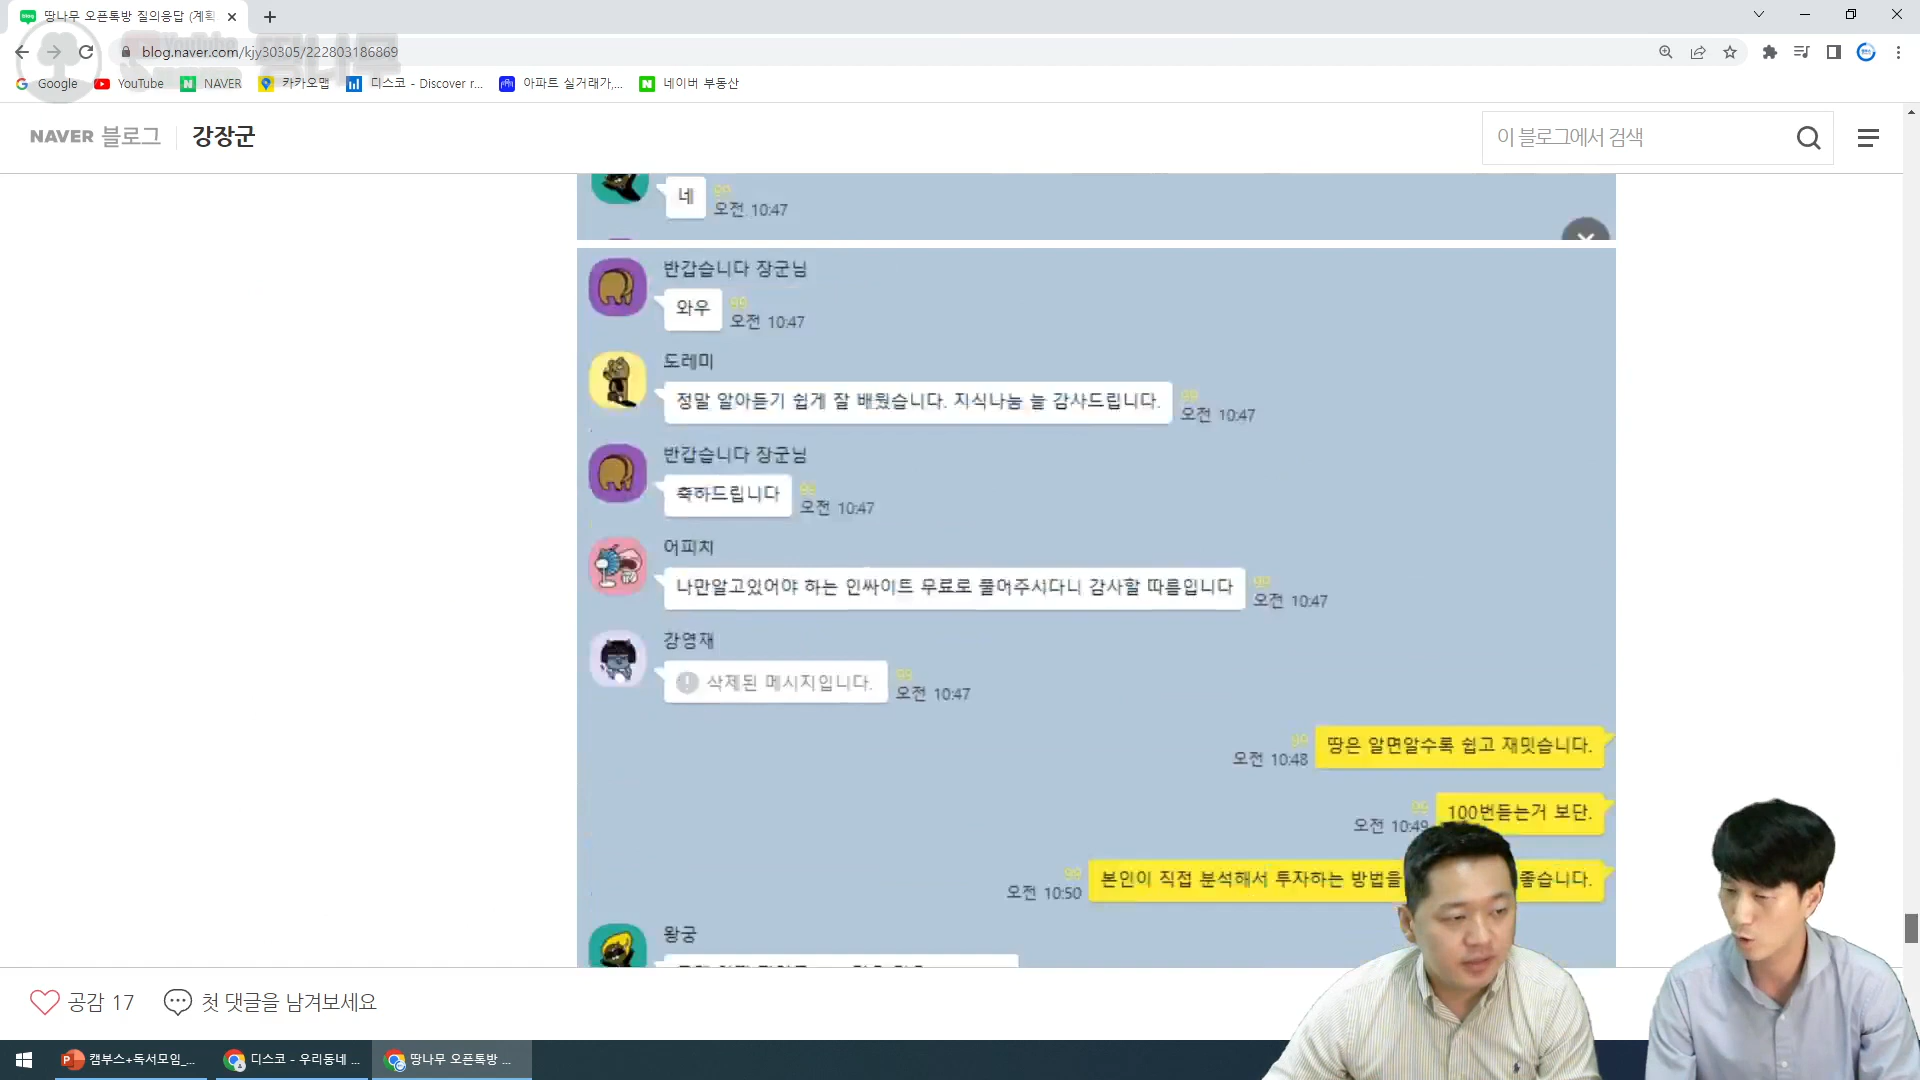 땅나무 오픈톡방 질의응답 (계획
blog.naver.com/kjy30305/222803186869
YouTube
땅나무
Google
YouTube
NAVER
카카오맵
디스코 - Discover r...
아파트 실거래가,...
네이버 부동산
NAVER 블로그
강장군
이 블로그에서 검색
네
오전 10:47
반갑습니다 장군님
와우
오전 10:47
도레미
정말 알아듣기 쉽게 잘 배웠습니다. 지식나눔 늘 감사드립니다.
오전 10:47
반갑습니다 장군님
축하드립니다
오전 10:47
어피치
나만알고있어야 하는 인싸이트 무료로 풀어주시다니 감사할 따름입니다
오전 10:47
강영재
삭제된 메시지입니다.
오전 10:47
땅은 알면알수록 쉽고 재밋습니다.
오전 10:48
100번듣는거 보단.
오전 10:49
본인이 직접 분석해서 투자하는 방법을
좋습니다.
오전 10:50
왕궁
공감 17
첫 댓글을 남겨보세요
캠부스+독서모임_...
디스코 - 우리동네 ...
땅나무 오픈톡방 ...